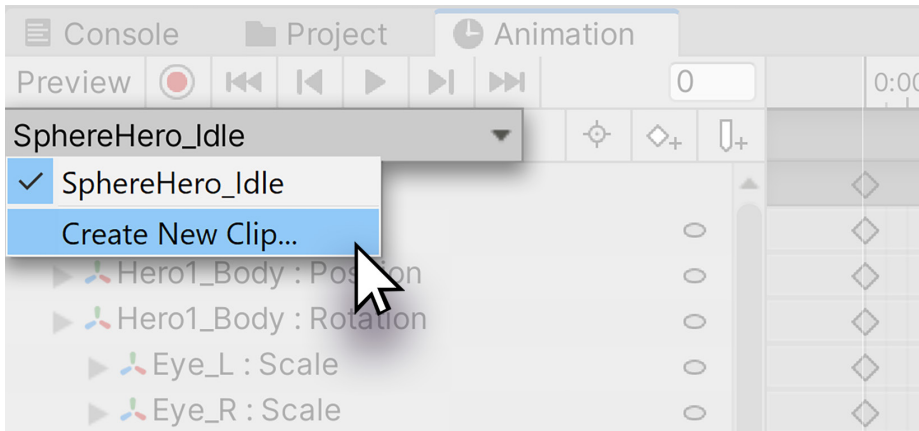 Console Project Animation
Preview 0 0:00
SphereHero_Idle
SphereHero_Idle
Create New Clip...
Hero1_Body : Position
Hero1_Body : Rotation
Eye_L : Scale
Eye_R : Scale